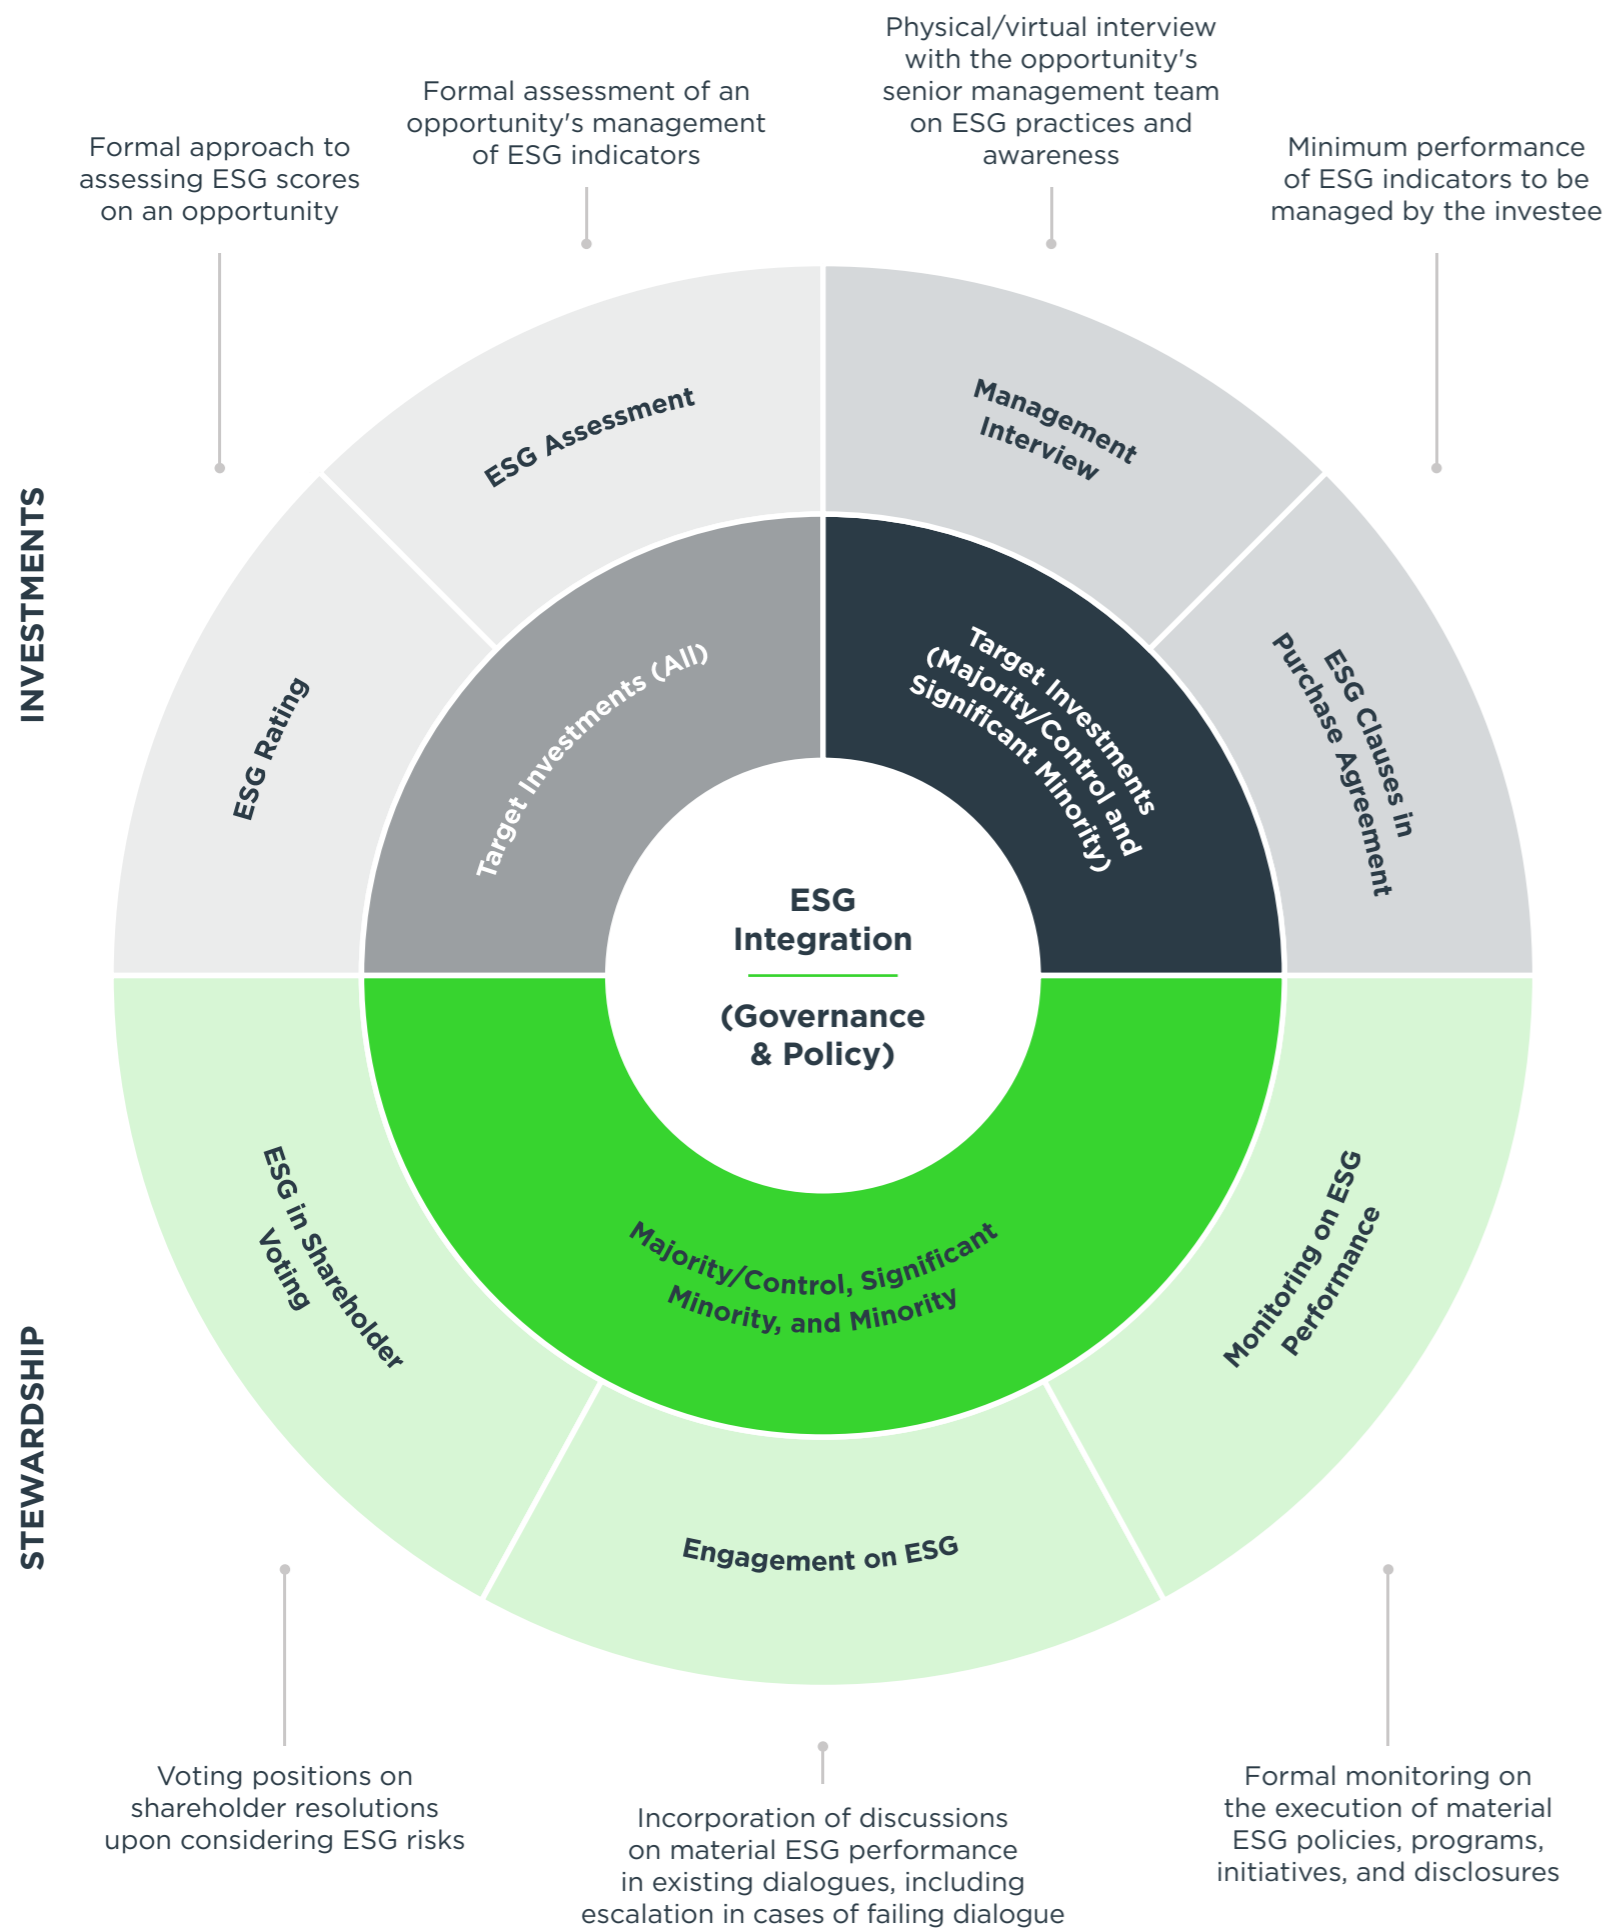 Physical/virtual interview
with the opportunity's
senior management team
on ESG practices and
awareness
Formal assessment of an
opportunity's management
of ESG indicators
Formal approach to
assessing ESG scores
on an opportunity
Minimum performance
of ESG indicators to be
managed by the investee
INVESTMENTS
ESG Rating
ESG Assessment
Management
Interview
ESG Clauses in
Purchase Agreement
Target Investments (All)
Target Investments
(Majority/Control and
Significant Minority)
ESG
Integration
(Governance
& Policy)
STEWARDSHIP
Majority/Control, Significant
Minority, and Minority
ESG in Shareholder
Voting
Engagement on ESG
Monitoring on ESG
Performance
Voting positions on
shareholder resolutions
upon considering ESG risks
Incorporation of discussions
on material ESG performance
in existing dialogues, including
escalation in cases of failing dialogue
Formal monitoring on
the execution of material
ESG policies, programs,
initiatives, and disclosures